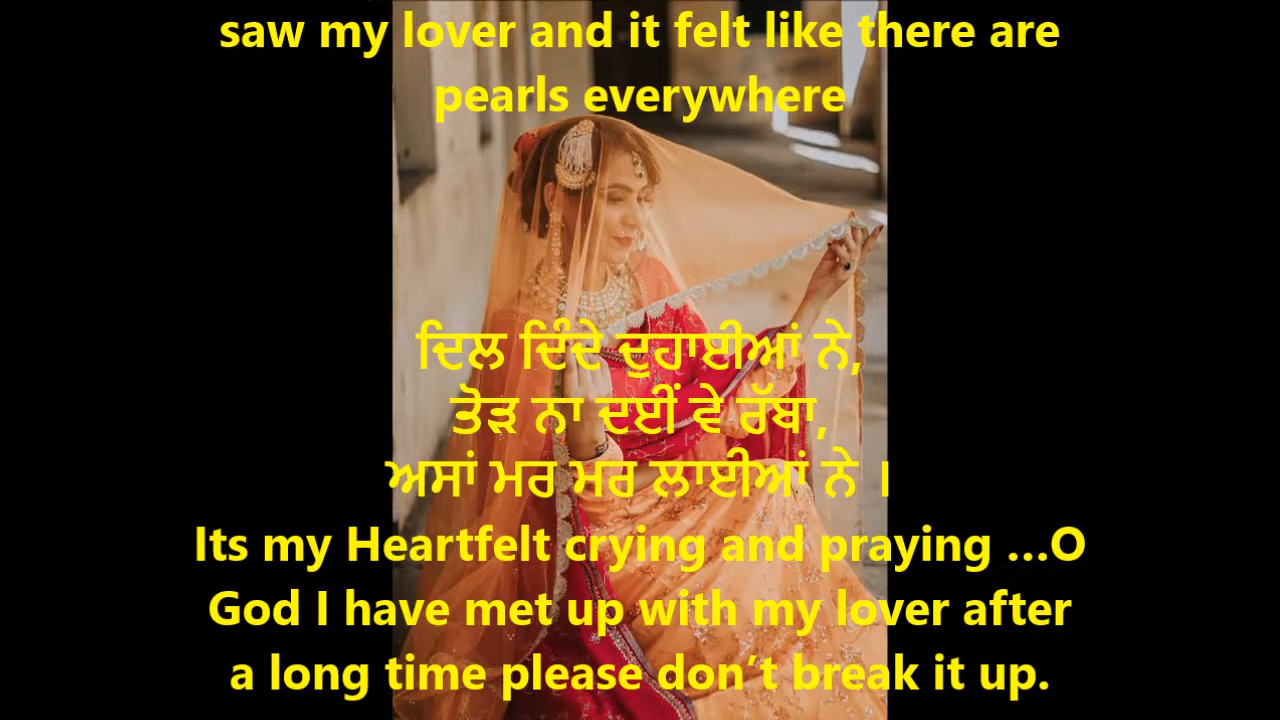 saw my lover and it felt like there are
pearls everywhere
ਦਿਲ ਦਿੰਦੇ ਦੁਹਾਈਆਂ ਨੇ,
ਤੋੜ ਨਾ ਦਈਂ ਵੇ ਰੱਬਾ,
ਅਸਾਂ ਮਰ ਮਰ ਲਾਈਆਂ ਨੇ ।
Its my Heartfelt crying and praying ...O
God I have met up with my lover after
a long time please don’t break it up.